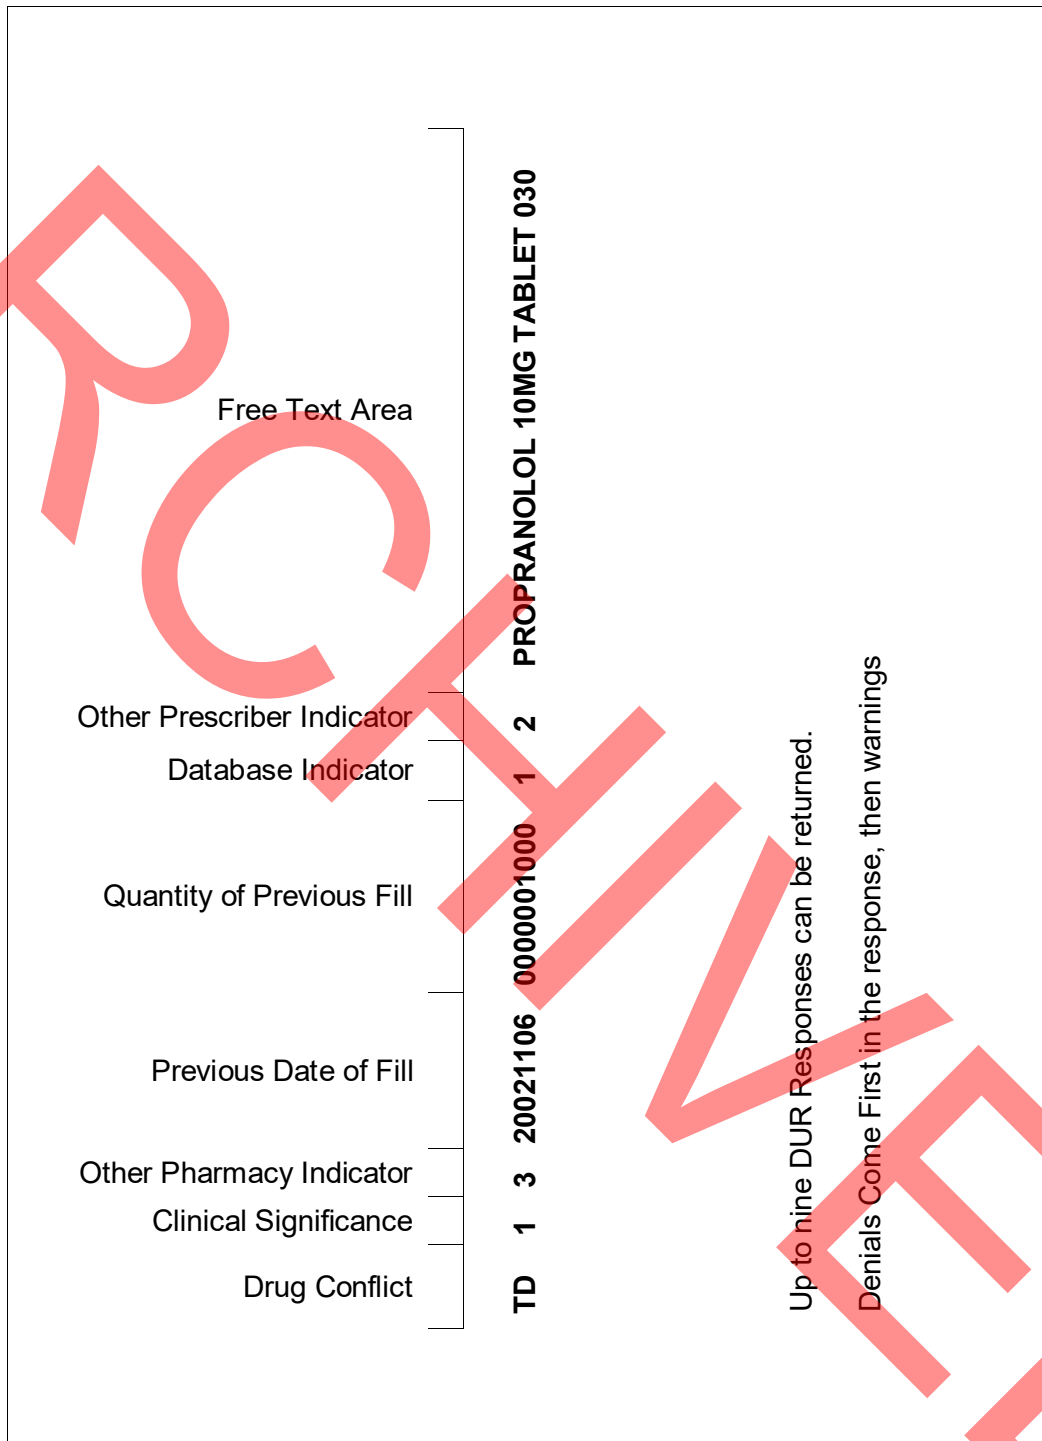 Free Text Area
Other Prescriber Indicator
Database Indicator
Quantity of Previous Fill
Previous Date of Fill
Other Pharmacy Indicator
Clinical Significance
Drug Conflict
TD 1 3 20021106 0000001000 1 2 PROPRANOLOL 10MG TABLET 030
Up to nine DUR Responses can be returned.
Denials Come First in the response, then warnings
RCHIVE